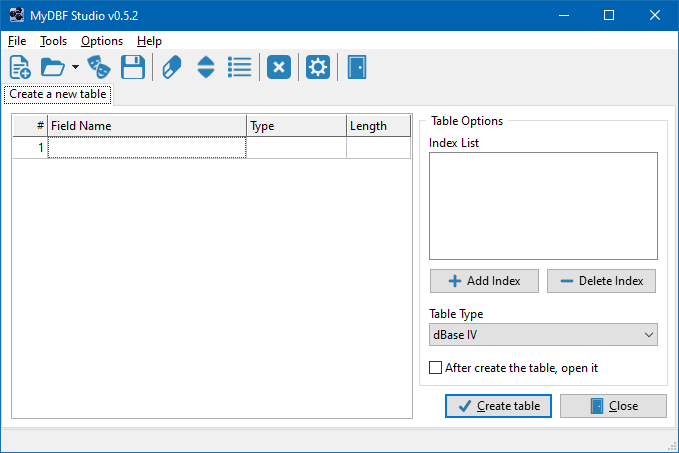 MyDBF Studio v0.5.2
File Tools Options Help
Create a new table
# Field Name Type Length
1
Table Options
Index List
Add Index Delete Index
Table Type
dBase IV
After create the table, open it
Create table Close